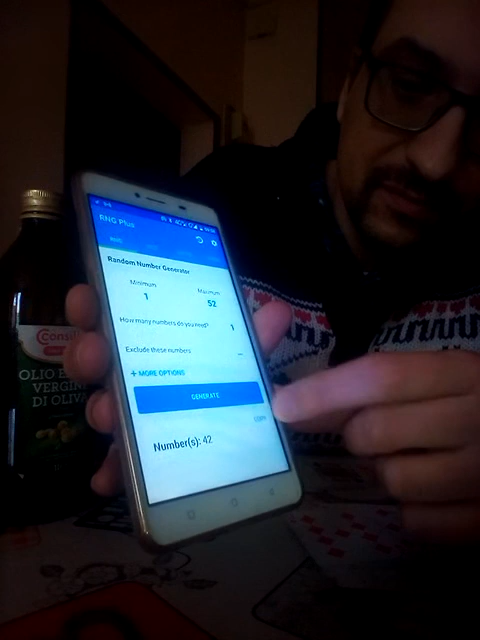 RNG Plus
Random Number Generator
Minimum
Maximum
1
52
How many numbers do you need?
1
Exclude these numbers
+ MORE OPTIONS
GENERATE
COPY
Number(s): 42
OLIO E
VERGIN
DI OLIVA